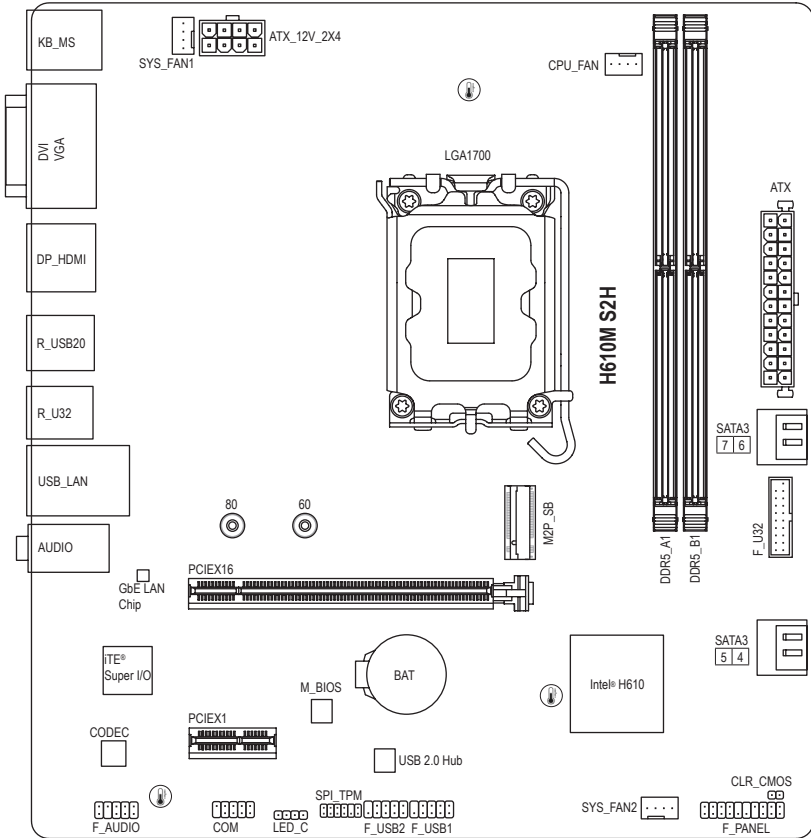 KB_MS
SYS_FAN1
ATX_12V_2X4
CPU_FAN
DVI
VGA
LGA1700
ATX
DP_HDMI
H610M S2H
R_USB20
R_U32
SATA3
7 6
USB_LAN
80
60
M2P_SB
F_U32
AUDIO
DDR5_A1
DDR5_B1
GbE LAN
Chip
PCIEX16
SATA3
5 4
iTE®
Super I/O
BAT
Intel® H610
M_BIOS
PCIEX1
CODEC
USB 2.0 Hub
CLR_CMOS
SPI_TPM
SYS_FAN2
F_AUDIO
COM
LED_C
F_USB2
F_USB1
F_PANEL